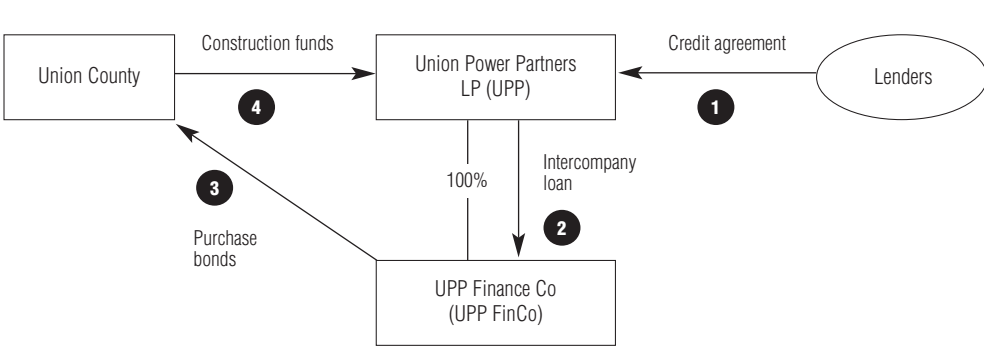 Construction funds
Credit agreement
Union County
Union Power Partners
LP (UPP)
Lenders
4
1
Intercompany
loan
100%
3
2
Purchase
bonds
UPP Finance Co
(UPP FinCo)